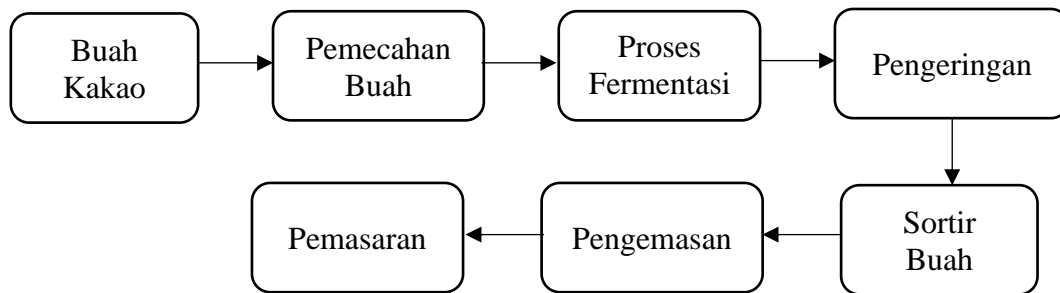 Buah
Kakao
Pemecahan
Buah
Proses
Fermentasi
Pengeringan
Sortir
Buah
Pengemasan
Pemasaran